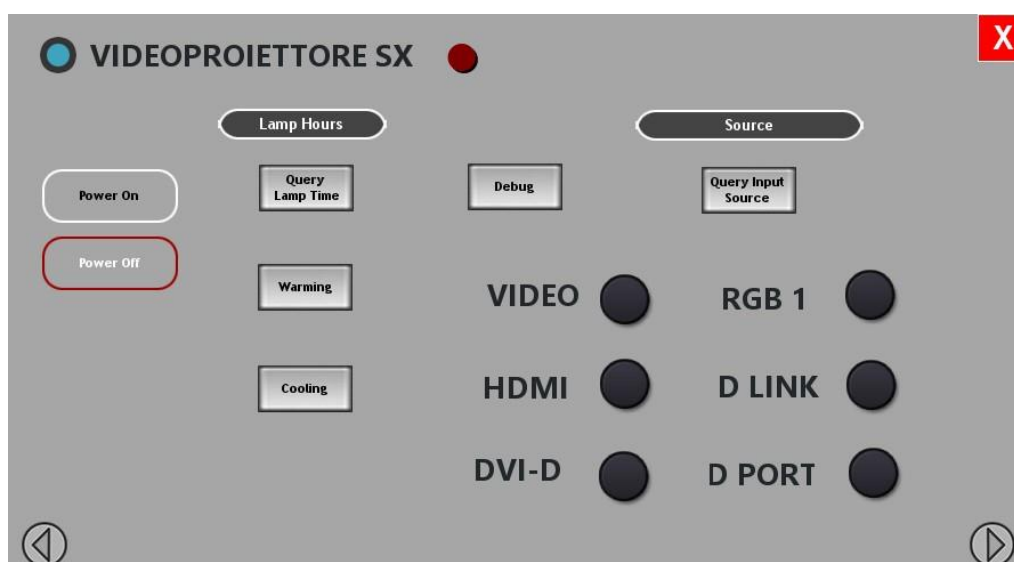 VIDEOPROIETTORE SX
X
Lamp Hours
Source
Power On
Query
Lamp Time
Debug
Query Input
Source
Power Off
Warming
VIDEO
RGB 1
Cooling
HDMI
D LINK
DVI-D
D PORT